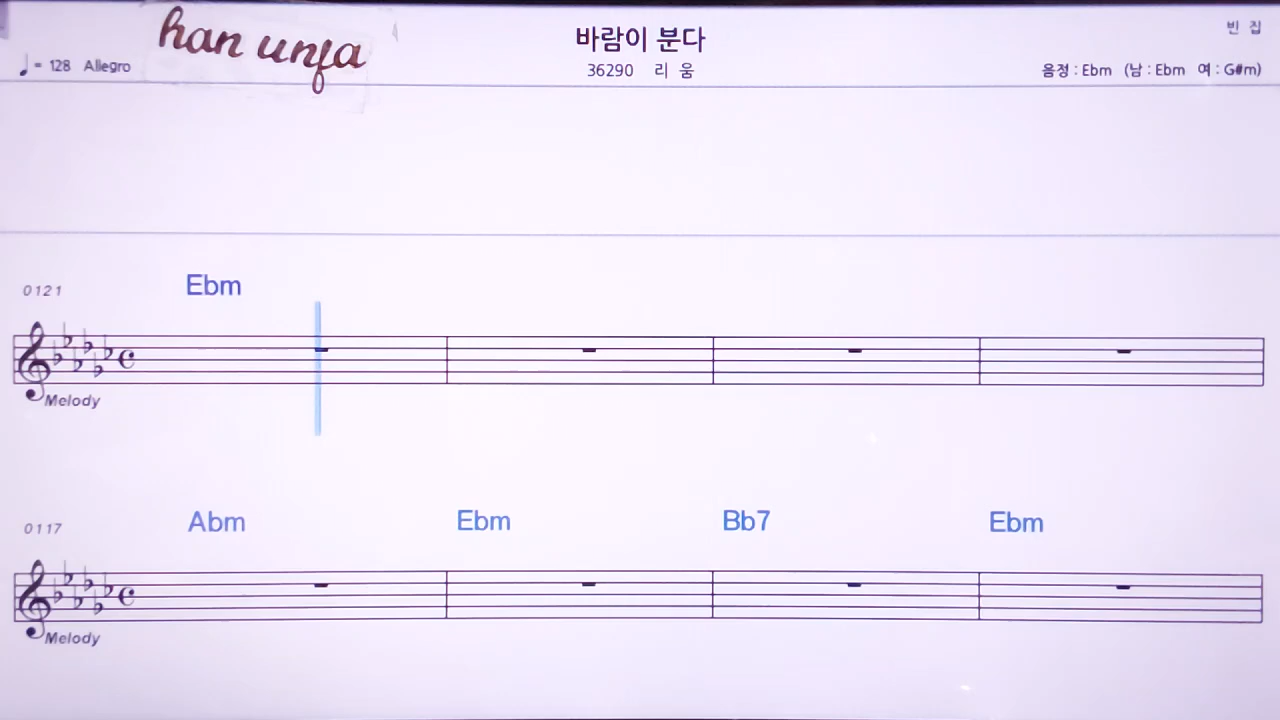 han unfa
바람이 분다
빈 집
♩= 128 Allegro
36290 리 움
음정 : Ebm (남 : Ebm 여 : G#m)
0121
Ebm
Melody
0117
Abm Ebm Bb7 Ebm
Melody